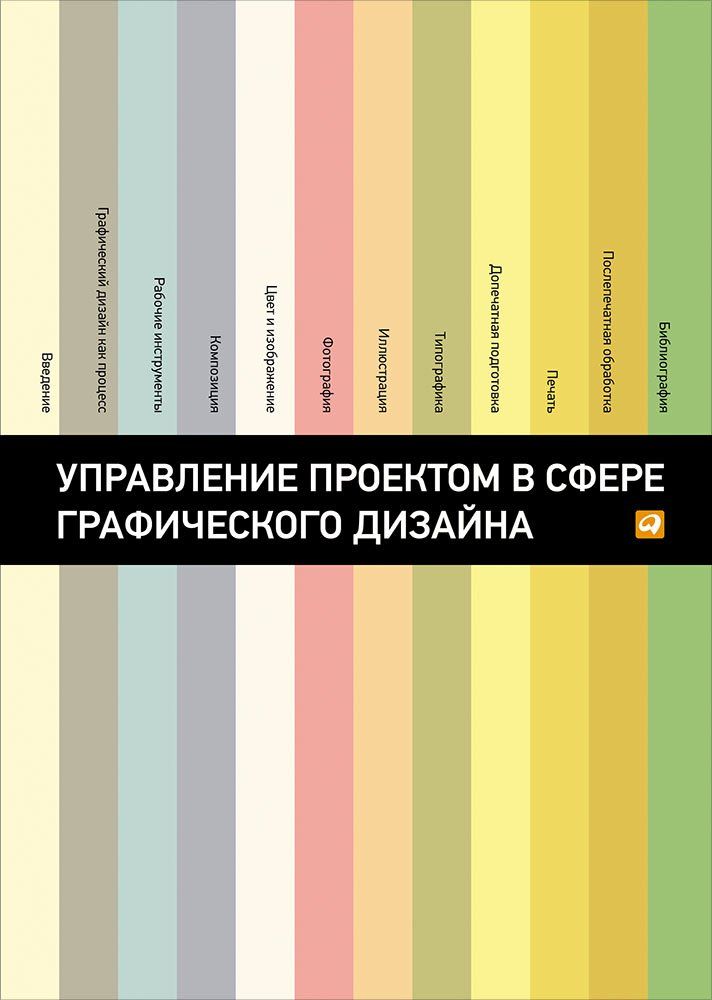 Введение
Графический дизайн как процесс
Рабочие инструменты
Композиция
Цвет и изображение
Фотография
Иллюстрация
Типографика
Допечатная подготовка
Печать
Послепечатная обработка
Библиография
УПРАВЛЕНИЕ ПРОЕКТОМ В СФЕРЕ
ГРАФИЧЕСКОГО ДИЗАЙНА